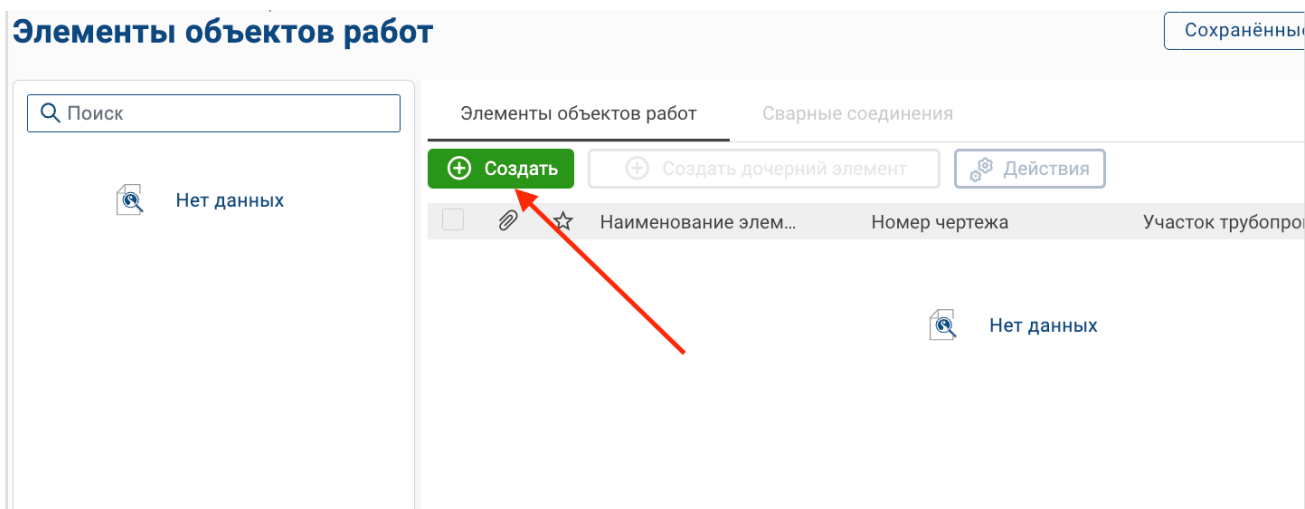 Элементы объектов работ
Сохранённые
Поиск
Нет данных
Элементы объектов работ
Сварные соединения
Создать
Создать дочерний элемент
Действия
Наименование элем...
Номер чертежа
Участок трубопро
Нет данных